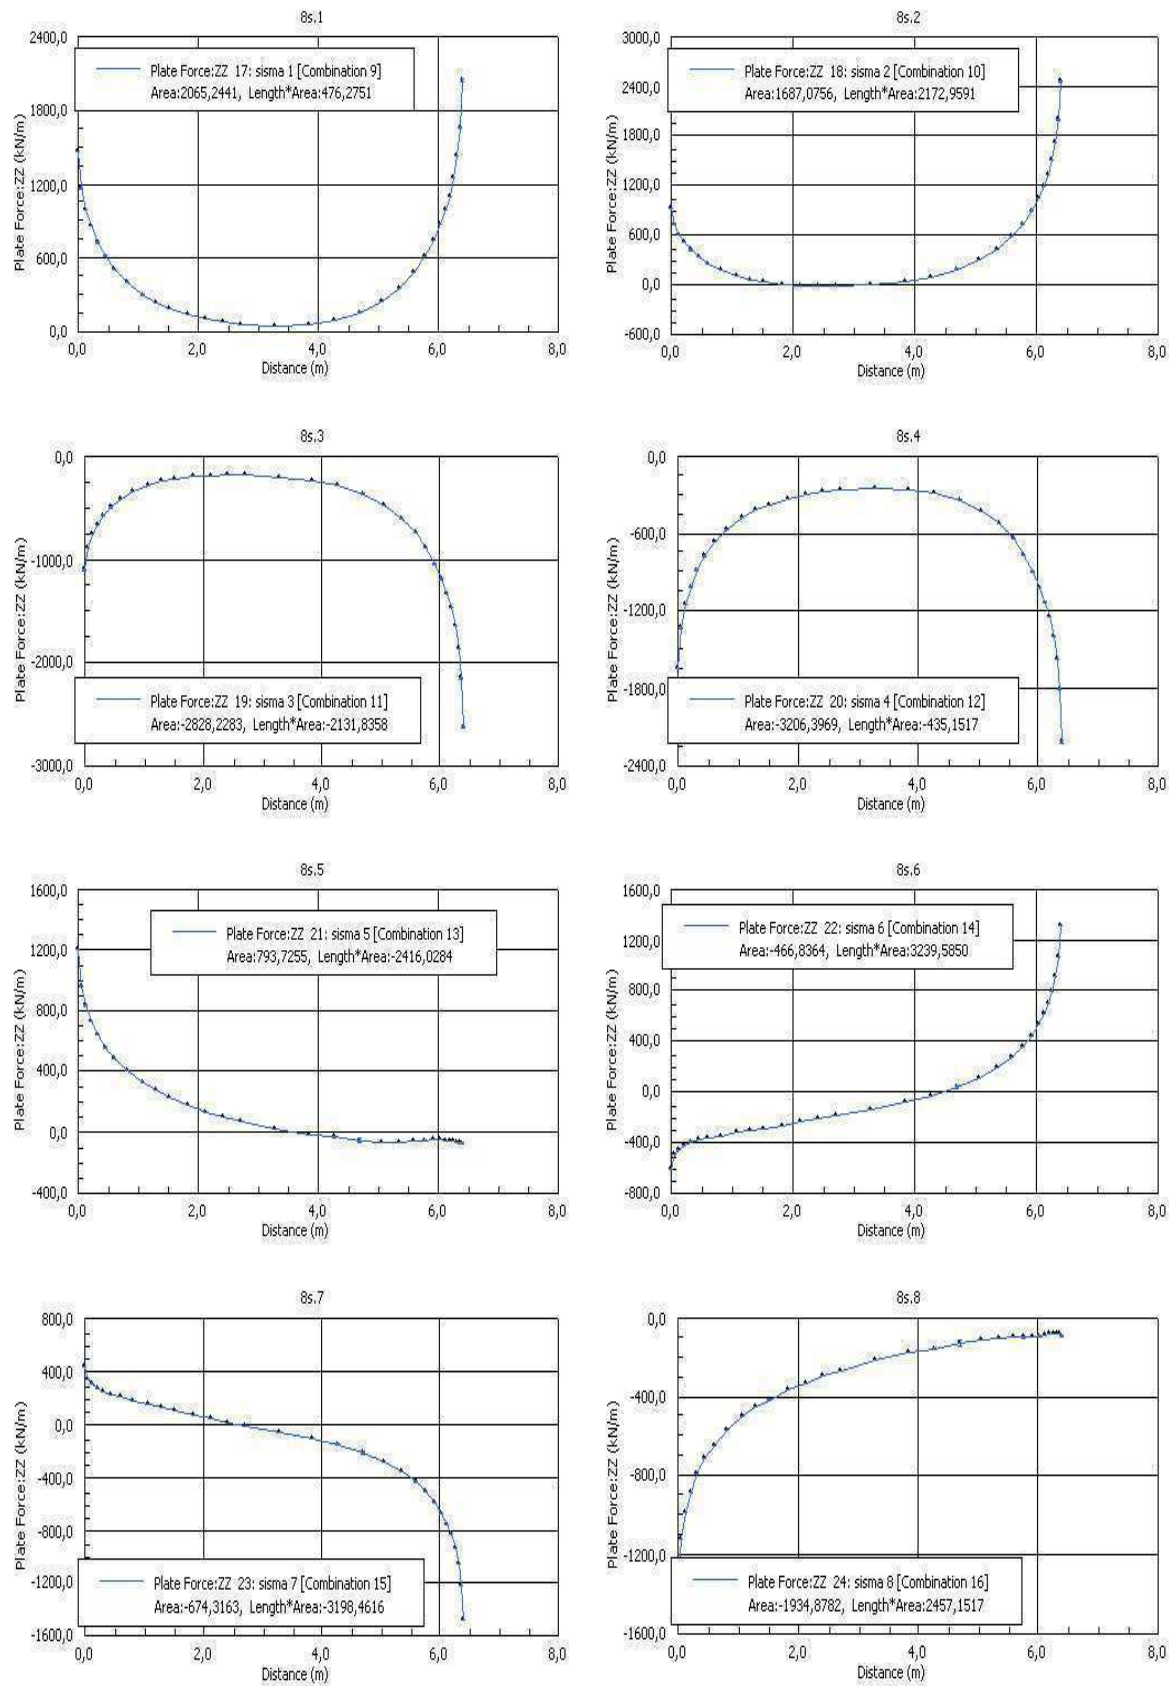 8s.1
2400,0
1800,0
1200,0
600,0
0,0
Plate Force:ZZ (kN/m)
Plate Force:ZZ 17: sisma 1 [Combination 9]
Area:2065,2441, Length*Area:476,2751
0,0 2,0 4,0 6,0 8,0
Distance (m)
8s.2
3000,0
2400,0
1800,0
1200,0
600,0
0,0
-600,0
Plate Force:ZZ (kN/m)
Plate Force:ZZ 18: sisma 2 [Combination 10]
Area:1687,0756, Length*Area:2172,9591
0,0 2,0 4,0 6,0 8,0
Distance (m)
8s.3
0,0
-1000,0
-2000,0
-3000,0
Plate Force:ZZ (kN/m)
Plate Force:ZZ 19: sisma 3 [Combination 11]
Area:-2828,2283, Length*Area:-2131,8358
0,0 2,0 4,0 6,0 8,0
Distance (m)
8s.4
0,0
-600,0
-1200,0
-1800,0
-2400,0
Plate Force:ZZ (kN/m)
Plate Force:ZZ 20: sisma 4 [Combination 12]
Area:-3206,3969, Length*Area:-435,1517
0,0 2,0 4,0 6,0 8,0
Distance (m)
8s.5
1600,0
1200,0
800,0
400,0
0,0
-400,0
Plate Force:ZZ (kN/m)
Plate Force:ZZ 21: sisma 5 [Combination 13]
Area:793,7255, Length*Area:-2416,0284
0,0 2,0 4,0 6,0 8,0
Distance (m)
8s.6
1600,0
1200,0
800,0
400,0
0,0
-400,0
-800,0
Plate Force:ZZ (kN/m)
Plate Force:ZZ 22: sisma 6 [Combination 14]
Area:-466,8364, Length*Area:3239,5850
0,0 2,0 4,0 6,0 8,0
Distance (m)
8s.7
800,0
400,0
0,0
-400,0
-800,0
-1200,0
-1600,0
Plate Force:ZZ (kN/m)
Plate Force:ZZ 23: sisma 7 [Combination 15]
Area:-674,3163, Length*Area:-3198,4616
0,0 2,0 4,0 6,0 8,0
Distance (m)
8s.8
0,0
-400,0
-800,0
-1200,0
-1600,0
Plate Force:ZZ (kN/m)
Plate Force:ZZ 24: sisma 8 [Combination 16]
Area:-1934,8782, Length*Area:2457,1517
0,0 2,0 4,0 6,0 8,0
Distance (m)